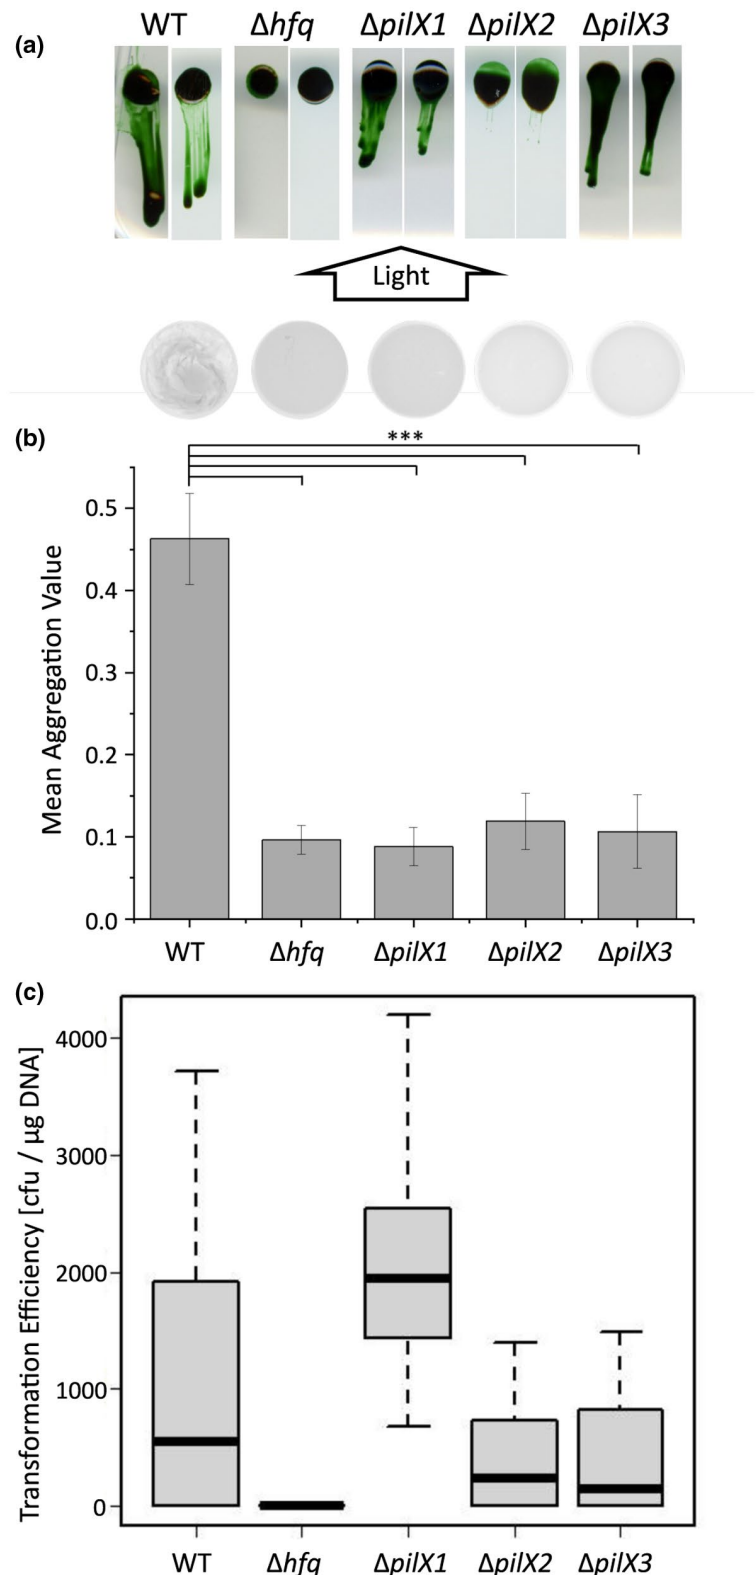 (a)
WT Δhfq ΔpilX1 ΔpilX2 ΔpilX3
Light
(b)
***
Mean Aggregation Value
0.5
0.4
0.3
0.2
0.1
0.0
WT Δhfq ΔpilX1 ΔpilX2 ΔpilX3
(c)
Transformation Efficiency [cfu / µg DNA]
4000
3000
2000
1000
0
WT Δhfq ΔpilX1 ΔpilX2 ΔpilX3